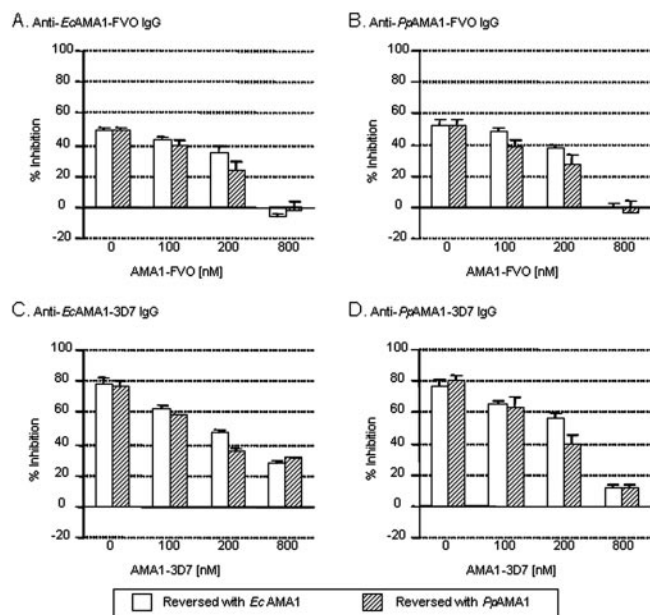 A. Anti-EcAMA1-FVO IgG
100
80
60
40
20
0
-20
% Inhibition
0 100 200 800
AMA1-FVO [nM]
B. Anti-PpAMA1-FVO IgG
100
80
60
40
20
0
-20
% Inhibition
0 100 200 800
AMA1-FVO [nM]
C. Anti-EcAMA1-3D7 IgG
100
80
60
40
20
0
-20
% Inhibition
0 100 200 800
AMA1-3D7 [nM]
D. Anti-PpAMA1-3D7 IgG
100
80
60
40
20
0
-20
% Inhibition
0 100 200 800
AMA1-3D7 [nM]
Reversed with Ec AMA1
Reversed with PpAMA1